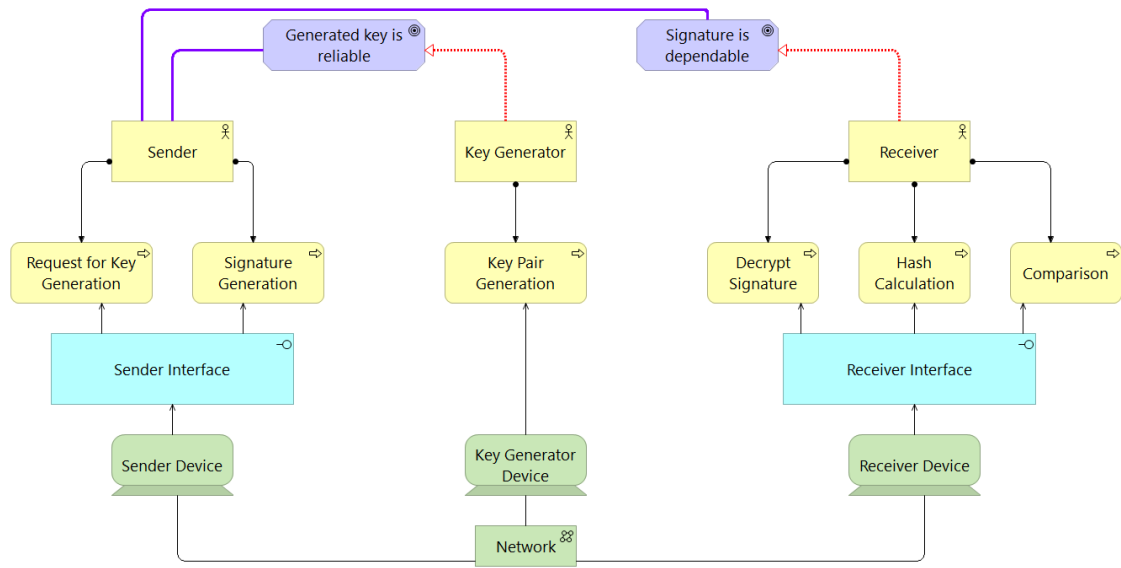 Generated key is
reliable
Signature is
dependable
Sender
Key Generator
Receiver
Request for Key
Generation
Signature
Generation
Key Pair
Generation
Decrypt
Signature
Hash
Calculation
Comparison
Sender Interface
Receiver Interface
Sender Device
Key Generator
Device
Receiver Device
Network